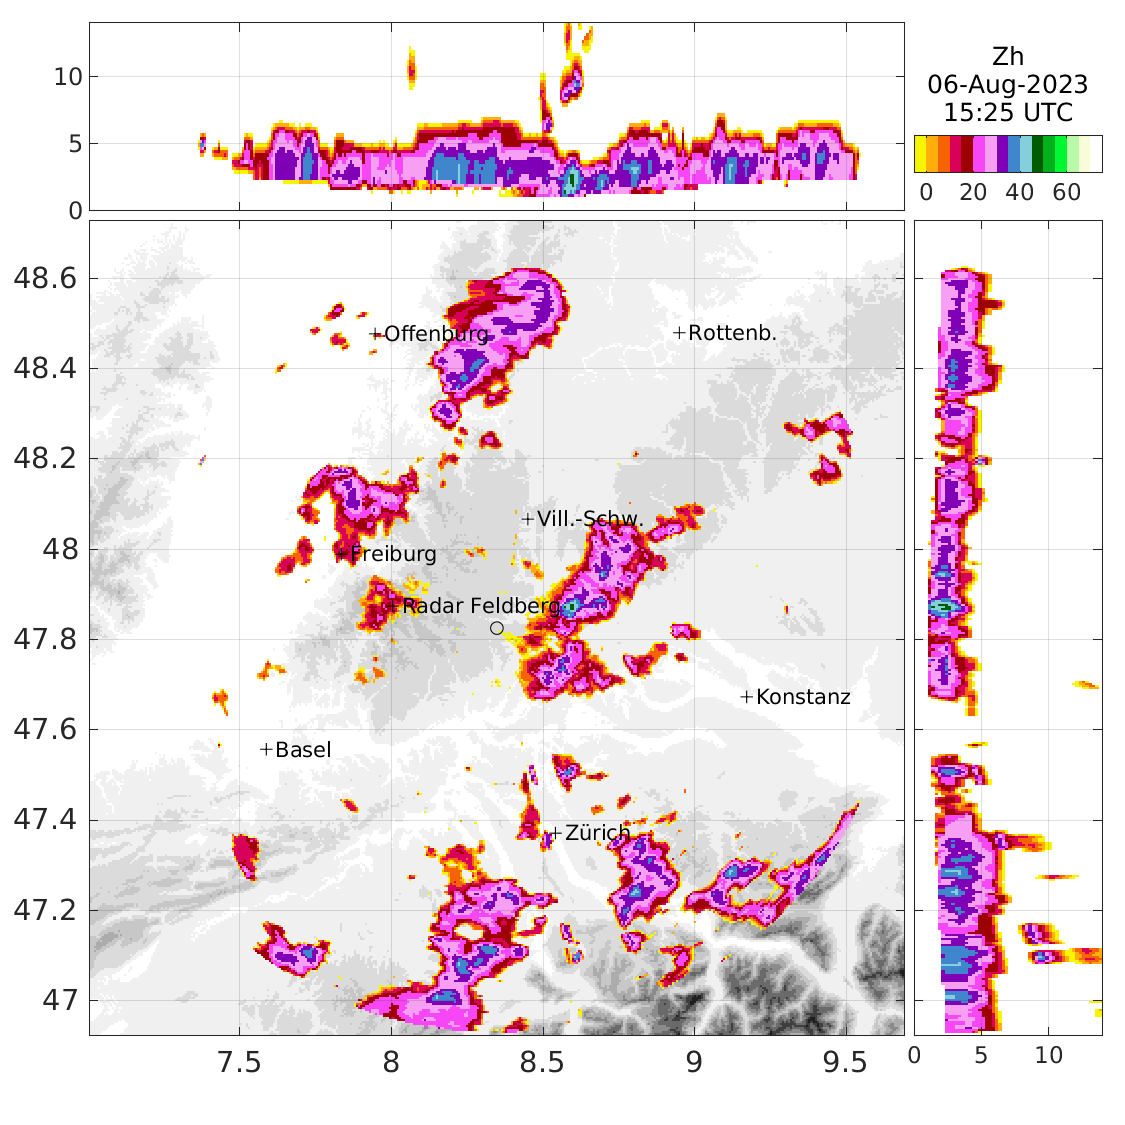 10
5
0
Zh
06-Aug-2023
15:25 UTC
0 20 40 60
48.6
48.4
48.2
48
47.8
47.6
47.4
47.2
47
+Offenburg
+Rottenb.
+Vill.-Schw.
+Freiburg
+Radar Feldberg
+Konstanz
+Basel
+Zürich
7.5 8 8.5 9 9.5
0 5 10